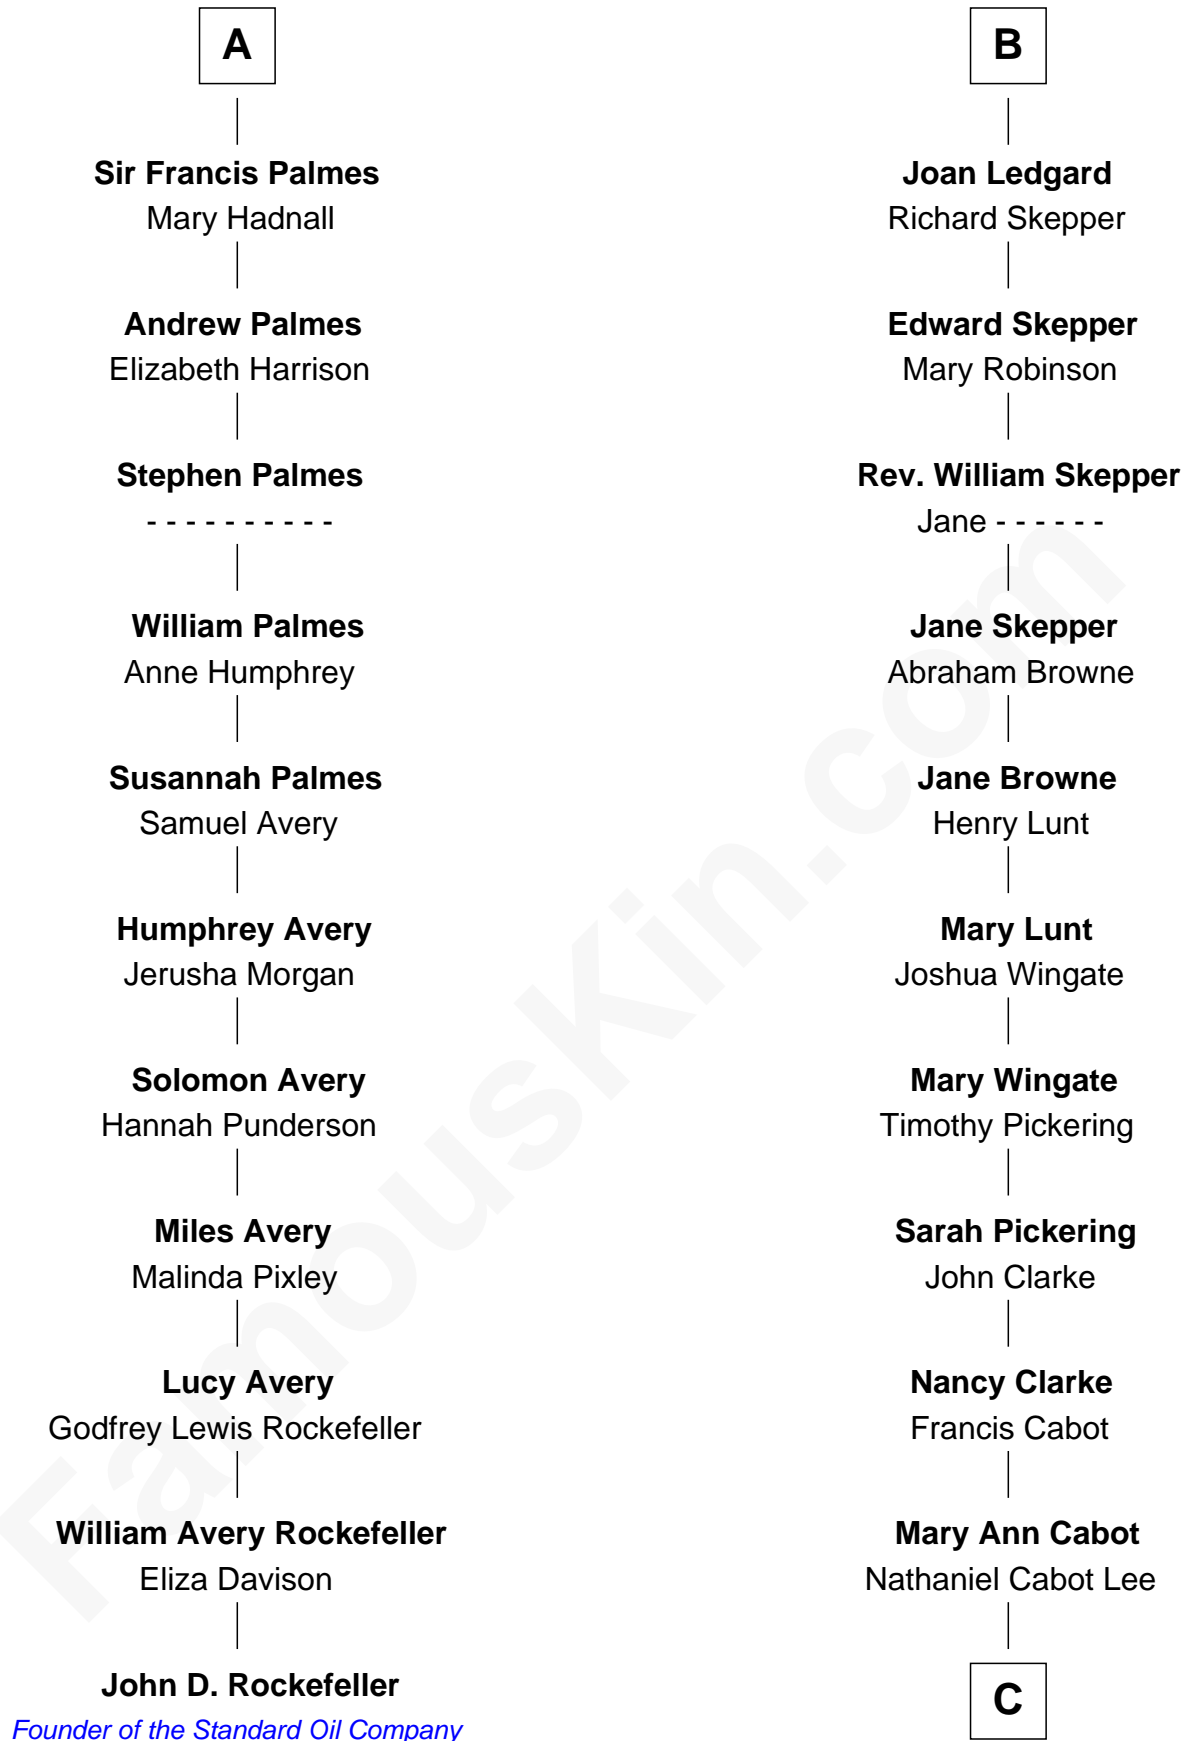 A
Sir Francis Palmes
Mary Hadnall
Andrew Palmes
Elizabeth Harrison
Stephen Palmes
- - - - - - - - - -
William Palmes
Anne Humphrey
Susannah Palmes
Samuel Avery
Humphrey Avery
Jerusha Morgan
Solomon Avery
Hannah Punderson
Miles Avery
Malinda Pixley
Lucy Avery
Godfrey Lewis Rockefeller
William Avery Rockefeller
Eliza Davison
John D. Rockefeller
Founder of the Standard Oil Company
B
Joan Ledgard
Richard Skepper
Edward Skepper
Mary Robinson
Rev. William Skepper
Jane - - - - - -
Jane Skepper
Abraham Browne
Jane Browne
Henry Lunt
Mary Lunt
Joshua Wingate
Mary Wingate
Timothy Pickering
Sarah Pickering
John Clarke
Nancy Clarke
Francis Cabot
Mary Ann Cabot
Nathaniel Cabot Lee
C
FamousKin.com